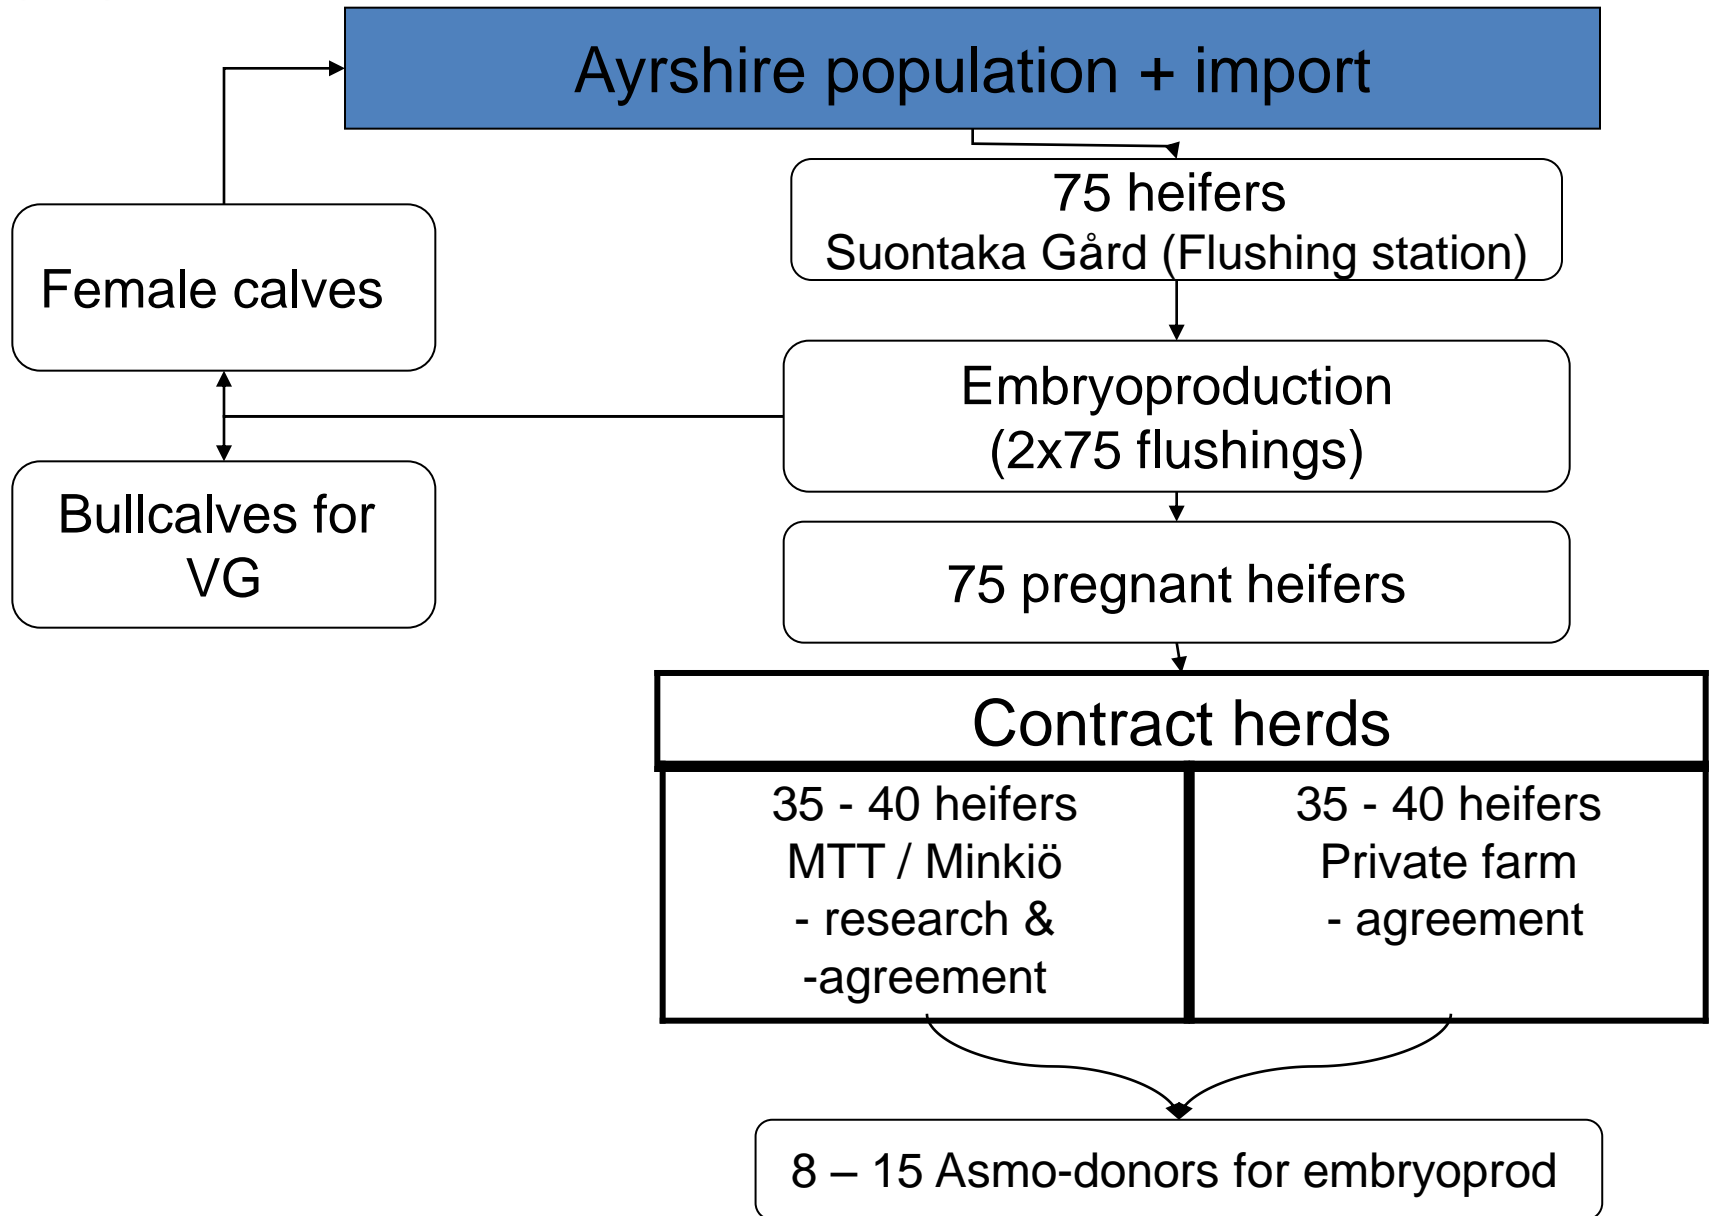 Ayrshire population + import
75 heifers
Suontaka Gård (Flushing station)
Female calves
Embryoproduction
(2x75 flushings)
Bullcalves for
VG
75 pregnant heifers
Contract herds
35 - 40 heifers
MTT / Minkiö
- research &
-agreement
35 - 40 heifers
Private farm
- agreement
8 – 15 Asmo-donors for embryoprod